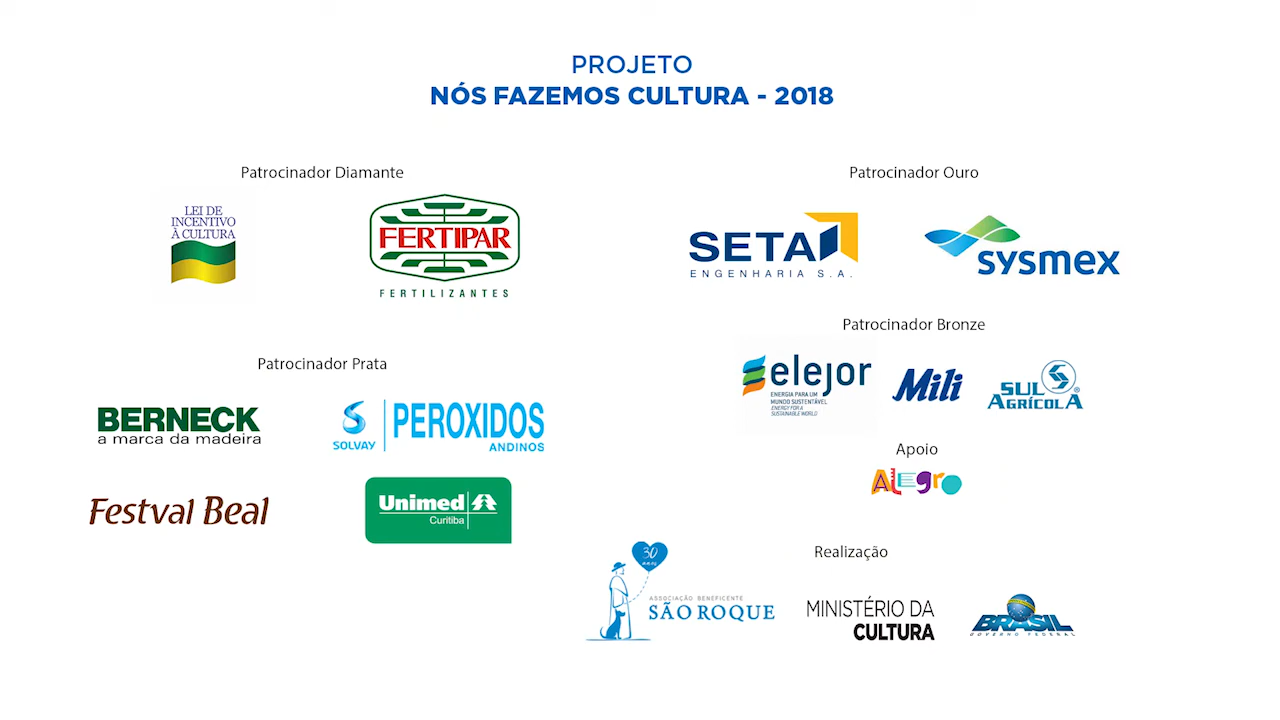 PROJETO
NÓS FAZEMOS CULTURA - 2018
Patrocinador Diamante
LEI DE
INCENTIVO
À CULTURA
FERTIPAR
FERTILIZANTES
Patrocinador Ouro
SETA
ENGENHARIA S.A.
sysmex
Patrocinador Prata
BERNECK
a marca da madeira
SOLVAY
PEROXIDOS
ANDINOS
Festval Beal
Unimed
Curitiba
Patrocinador Bronze
elejor
ENERGIA PARA UM
MUNDO SUSTENTÁVEL
ENERGY FOR A
SUSTAINABLE WORLD
Mili
SUL
AGRÍCOLA
®
Apoio
ALEgro
Realização
30
anos
ASSOCIAÇÃO BENEFICENTE
SÃO ROQUE
MINISTÉRIO DA
CULTURA
BRASIL
GOVERNO FEDERAL